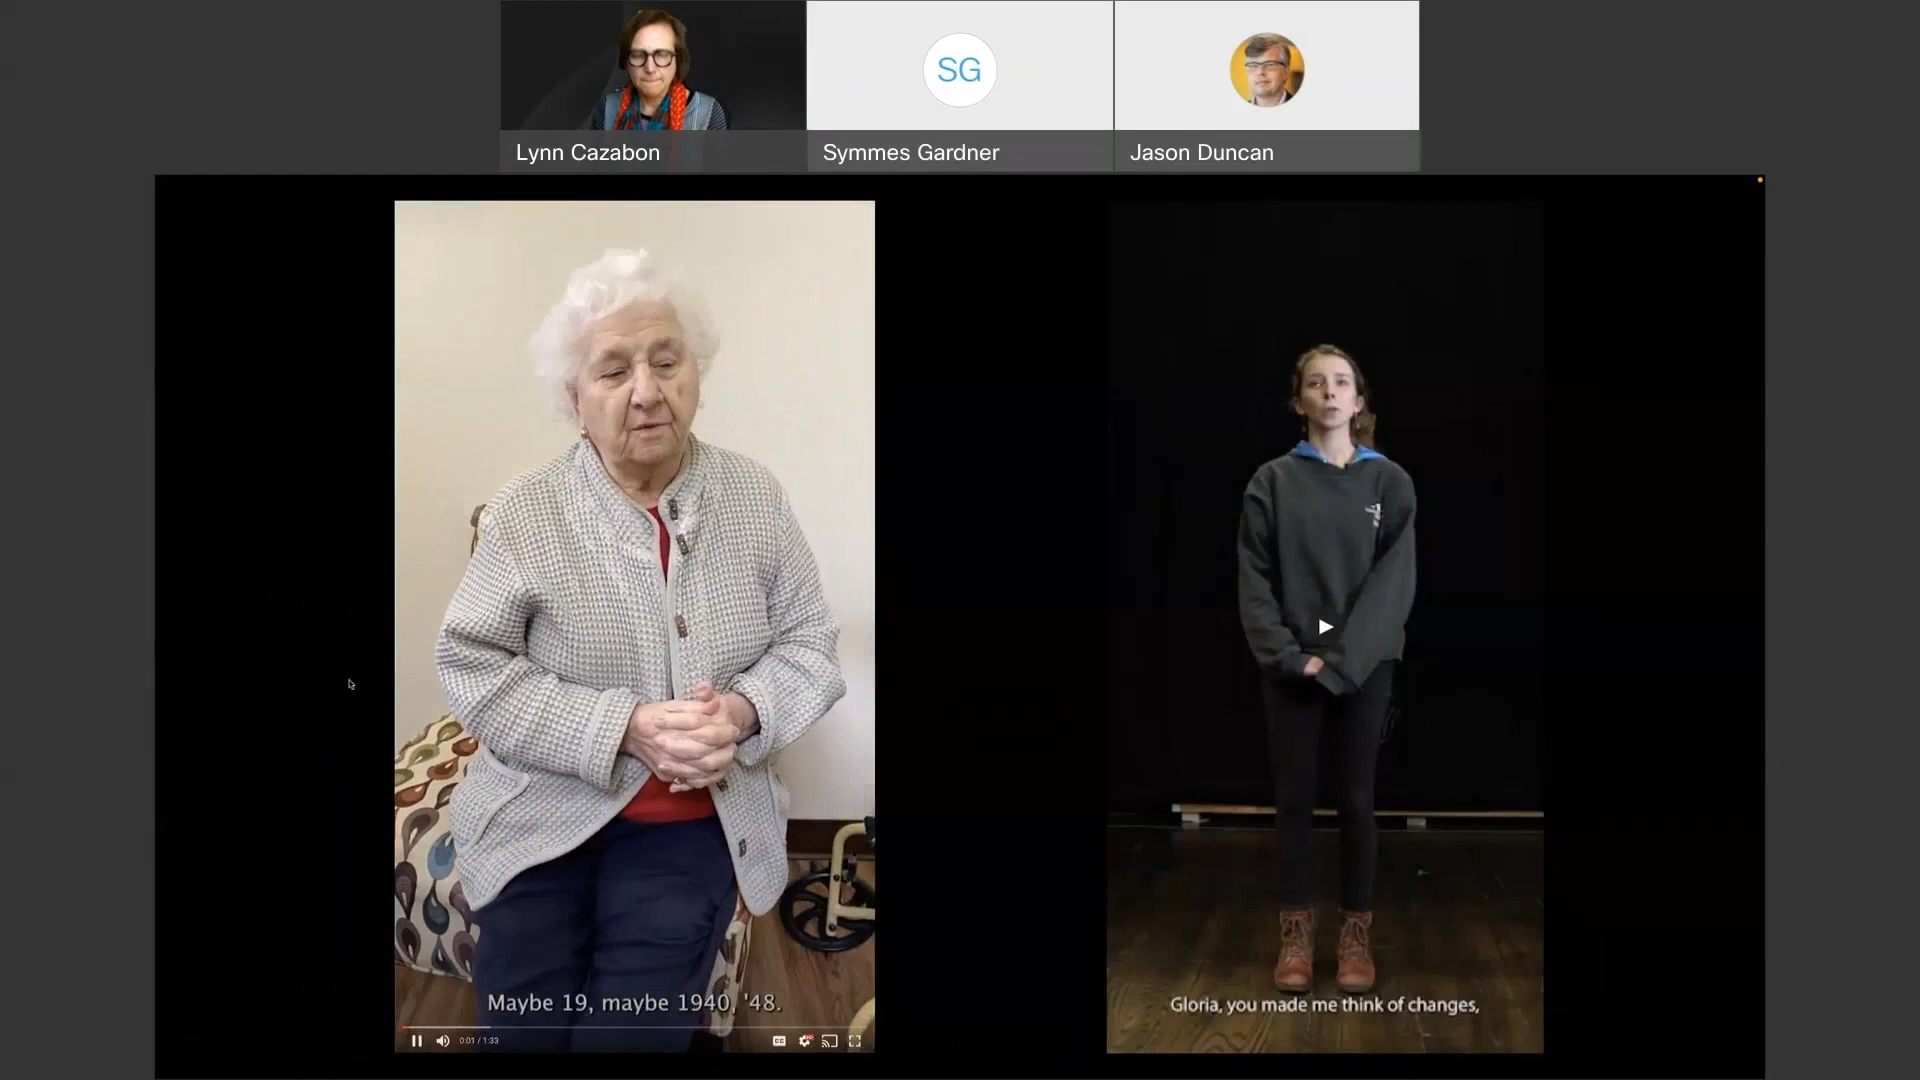 SG
Lynn Cazabon
Symmes Gardner
Jason Duncan
Maybe 19, maybe 1940, '48.
Gloria, you made me think of changes,
0:01 / 1:33
CC